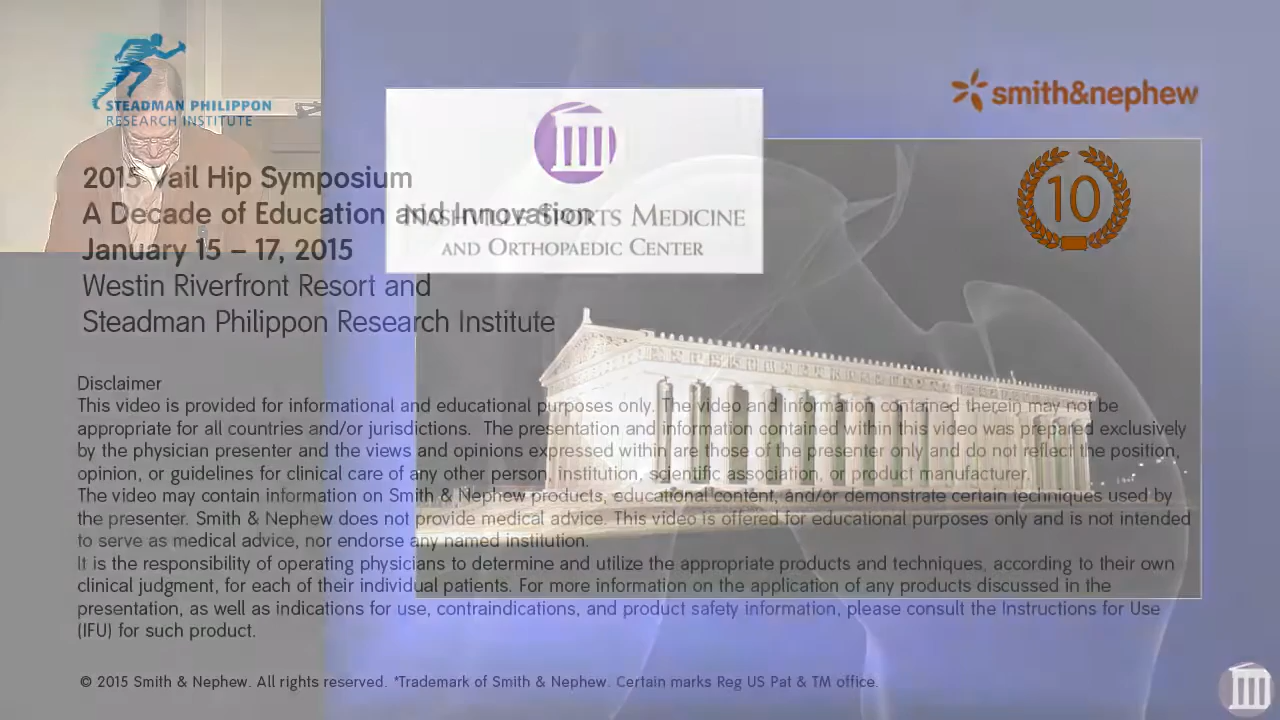 STEADMAN PHILIPPON
RESEARCH INSTITUTE
smith&nephew
10
2015 Vail Hip Symposium
A Decade of Education and Innovation
January 15 – 17, 2015
Westin Riverfront Resort and
Steadman Philippon Research Institute
NASHVILLE SPORTS MEDICINE
AND ORTHOPAEDIC CENTER
Disclaimer
This video is provided for informational and educational purposes only. The video and information contained therein may not be
appropriate for all countries and/or jurisdictions. The presentation and information contained within this video was prepared exclusively
by the physician presenter and the views and opinions expressed within are those of the presenter only and do not reflect the position,
opinion, or guidelines for clinical care of any other person, institution, scientific association, or product manufacturer.
The video may contain information on Smith & Nephew products, educational content, and/or demonstrate certain techniques used by
the presenter. Smith & Nephew does not provide medical advice. This video is offered for educational purposes only and is not intended
to serve as medical advice, nor endorse any named institution.
It is the responsibility of operating physicians to determine and utilize the appropriate products and techniques, according to their own
clinical judgment, for each of their individual patients. For more information on the application of any products discussed in the
presentation, as well as indications for use, contraindications, and product safety information, please consult the Instructions for Use
(IFU) for such product.
© 2015 Smith & Nephew. All rights reserved. *Trademark of Smith & Nephew. Certain marks Reg US Pat & TM office.